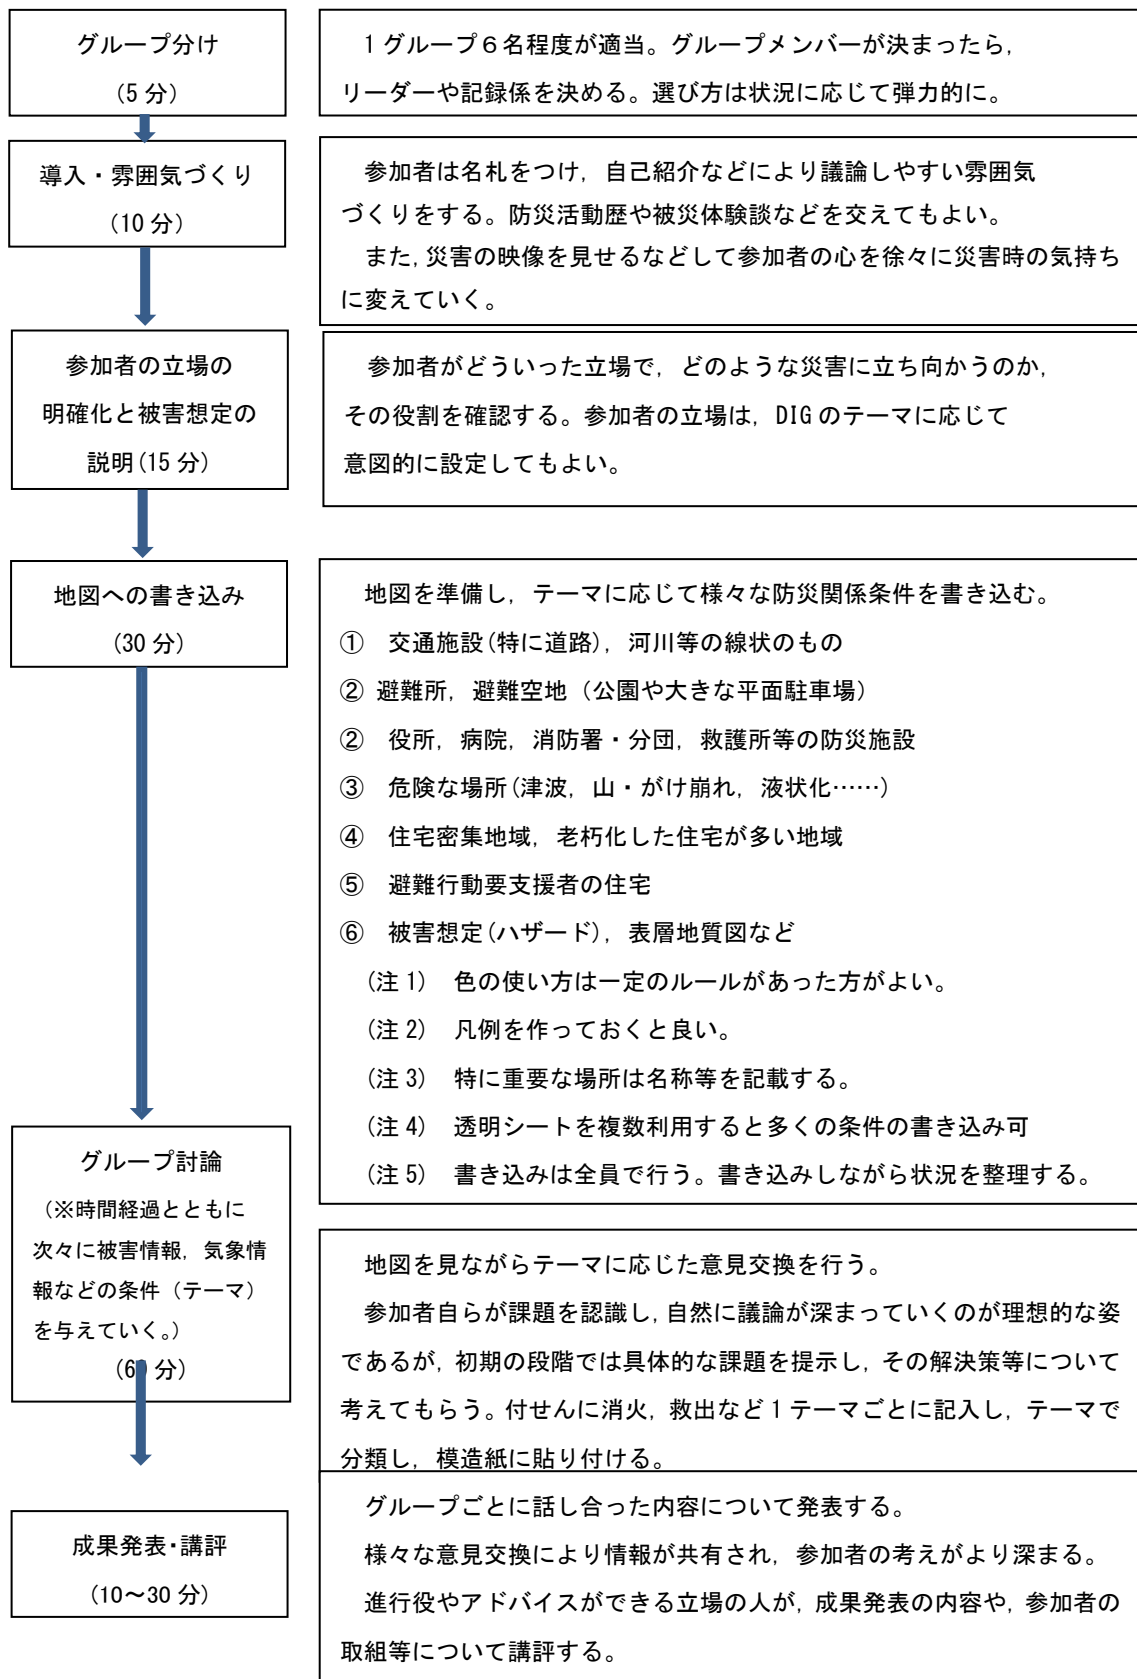 グループ分け
(5 分)
1 グループ６名程度が適当。グループメンバーが決まったら,
リーダーや記録係を決める。選び方は状況に応じて弾力的に。
導入・雰囲気づくり
(10 分)
参加者は名札をつけ, 自己紹介などにより議論しやすい雰囲気
づくりをする。防災活動歴や被災体験談などを交えてもよい。
また, 災害の映像を見せるなどして参加者の心を徐々に災害時の気持ち
に変えていく。
参加者の立場の
明確化と被害想定の
説明(15 分)
参加者がどういった立場で, どのような災害に立ち向かうのか,
その役割を確認する。参加者の立場は, DIG のテーマに応じて
意図的に設定してもよい。
地図への書き込み
(30 分)
地図を準備し, テーマに応じて様々な防災関係条件を書き込む。
① 交通施設(特に道路), 河川等の線状のもの
② 避難所, 避難空地（公園や大きな平面駐車場）
② 役所, 病院, 消防署・分団, 救護所等の防災施設
③ 危険な場所(津波, 山・がけ崩れ, 液状化……)
④ 住宅密集地域, 老朽化した住宅が多い地域
⑤ 避難行動要支援者の住宅
⑥ 被害想定(ハザード), 表層地質図など
(注 1) 色の使い方は一定のルールがあった方がよい。
(注 2) 凡例を作っておくと良い。
(注 3) 特に重要な場所は名称等を記載する。
(注 4) 透明シートを複数利用すると多くの条件の書き込み可
(注 5) 書き込みは全員で行う。書き込みしながら状況を整理する。
グループ討論
（※時間経過とともに
次々に被害情報, 気象情
報などの条件（テーマ）
を与えていく。）
(60 分)
地図を見ながらテーマに応じた意見交換を行う。
参加者自らが課題を認識し, 自然に議論が深まっていくのが理想的な姿
であるが, 初期の段階では具体的な課題を提示し, その解決策等について
考えてもらう。付せんに消火, 救出など 1 テーマごとに記入し, テーマで
分類し, 模造紙に貼り付ける。
成果発表・講評
(10～30 分)
グループごとに話し合った内容について発表する。
様々な意見交換により情報が共有され, 参加者の考えがより深まる。
進行役やアドバイスができる立場の人が, 成果発表の内容や, 参加者の
取組等について講評する。